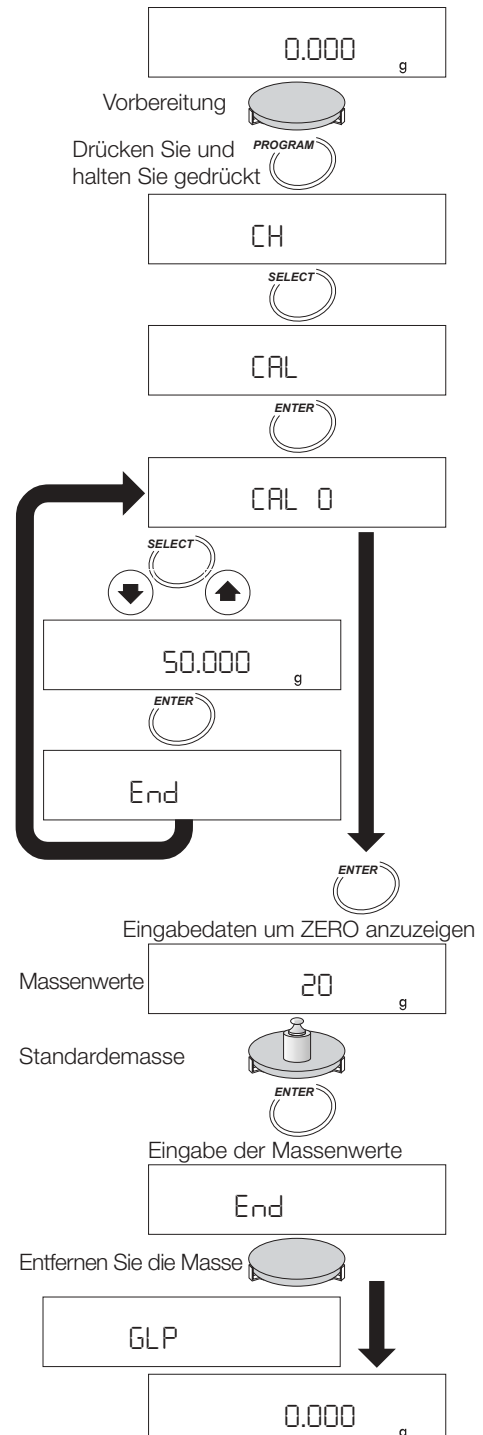 0.000 g
Vorbereitung
Drücken Sie und PROGRAM
halten Sie gedrückt
CH
SELECT
CAL
ENTER
CAL 0
SELECT
50.000 g
ENTER
End
ENTER
Eingabedaten um ZERO anzuzeigen
Massenwerte 20 g
Standardemasse
ENTER
Eingabe der Massenwerte
End
Entfernen Sie die Masse
GLP
0.000 g